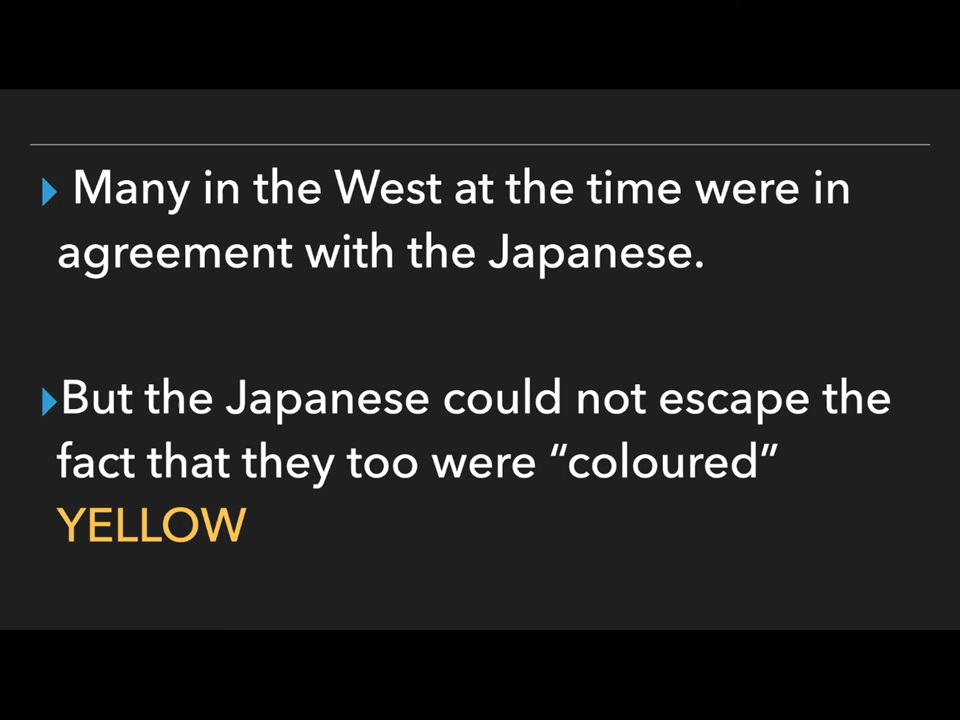 Many in the West at the time were in
agreement with the Japanese.
But the Japanese could not escape the
fact that they too were “coloured”
YELLOW